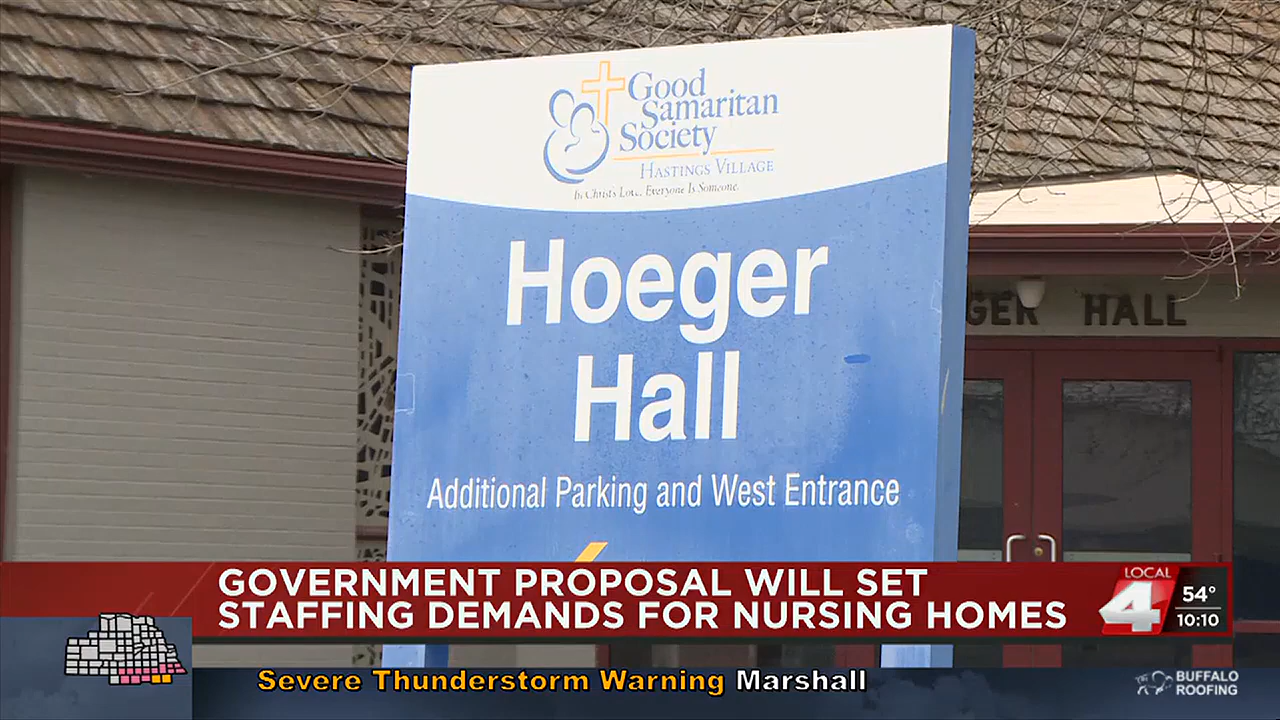 Good
Samaritan
Society
HASTINGS VILLAGE
In Christ's Love, Everyone Is Someone.
Hoeger
Hall
Additional Parking and West Entrance
GER HALL
GOVERNMENT PROPOSAL WILL SET
STAFFING DEMANDS FOR NURSING HOMES
LOCAL
4
54°
10:10
Severe Thunderstorm Warning Marshall
BUFFALO
ROOFING